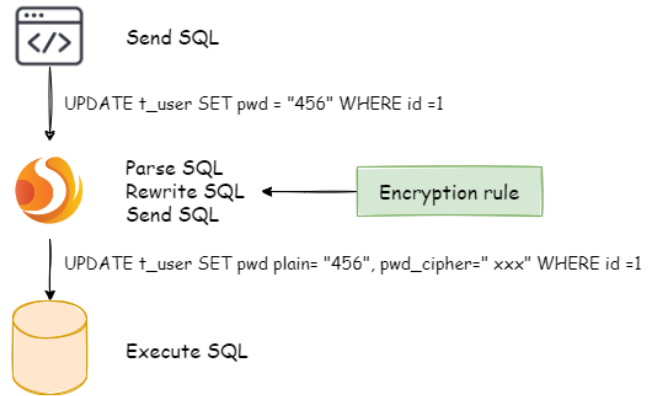 </>
Send SQL
UPDATE t_user SET pwd = "456" WHERE id =1
Parse SQL
Rewrite SQL
Send SQL
Encryption rule
UPDATE t_user SET pwd plain= "456", pwd_cipher=" xxx" WHERE id =1
Execute SQL